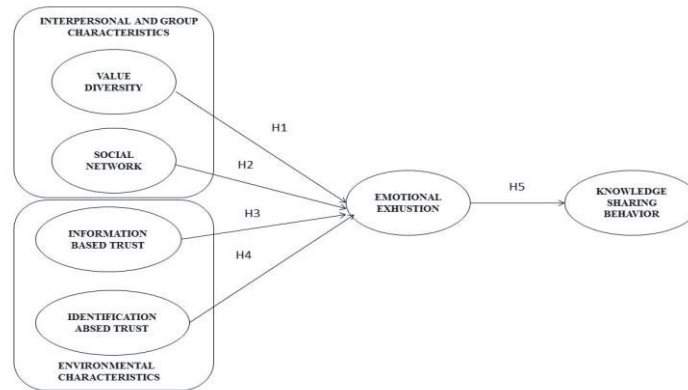 INTERPERSONAL AND GROUP
CHARACTERISTICS
VALUE
DIVERSITY
H1
SOCIAL
NETWORK
H2
EMOTIONAL
EXHUSTION
H5
KNOWLEDGE
SHARING
BEHAVIOR
H3
INFORMATION
BASED TRUST
H4
IDENTIFICATION
ABSED TRUST
ENVIRONMENTAL
CHARACTERISTICS